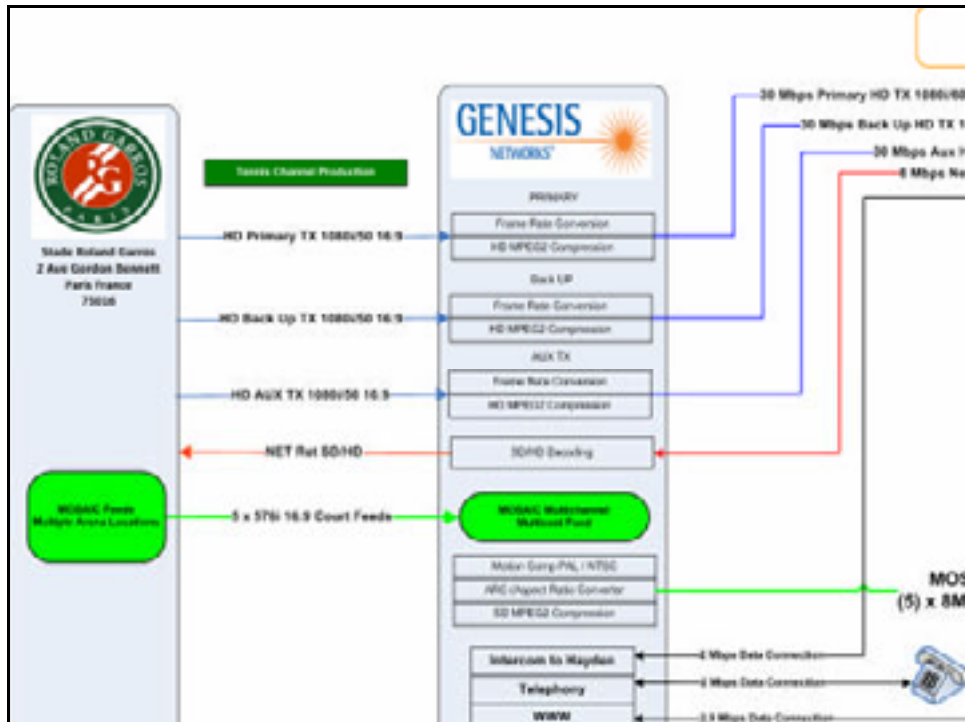 ROLAND GARROS
PARIS
RG
Stade Roland Garros
2 Ave Gordon Bennett
Paris France
75016
Tennis Channel Production
HD Primary TX 1080i/50 16.9
HD Back Up TX 1080i/50 16.9
HD AUX TX 1080i/50 16.9
NET Ret SD/HD
MOSAIC Feeds
Multiple Arena Locations
5 x 576i 16.9 Court Feeds
GENESIS
NETWORKS
PRIMARY
Frame Rate Conversion
HD MPEG2 Compression
Back UP
Frame Rate Conversion
HD MPEG2 Compression
AUX TX
Frame Rate Conversion
HD MPEG2 Compression
SD/HD Decoding
MOSAIC Multichannel
Multicast Feed
Motion Comp PAL / NTSC
ARC (Aspect Ratio Converter
SD MPEG2 Compression
Intercom to Hayden
Telephony
WWW
30 Mbps Primary HD TX 1080i/60
30 Mbps Back Up HD TX 1
30 Mbps Aux H
8 Mbps Ne
MOS
(5) x 8M
Mbps Data Connection
Mbps Data Connection
Mbps Data Connection